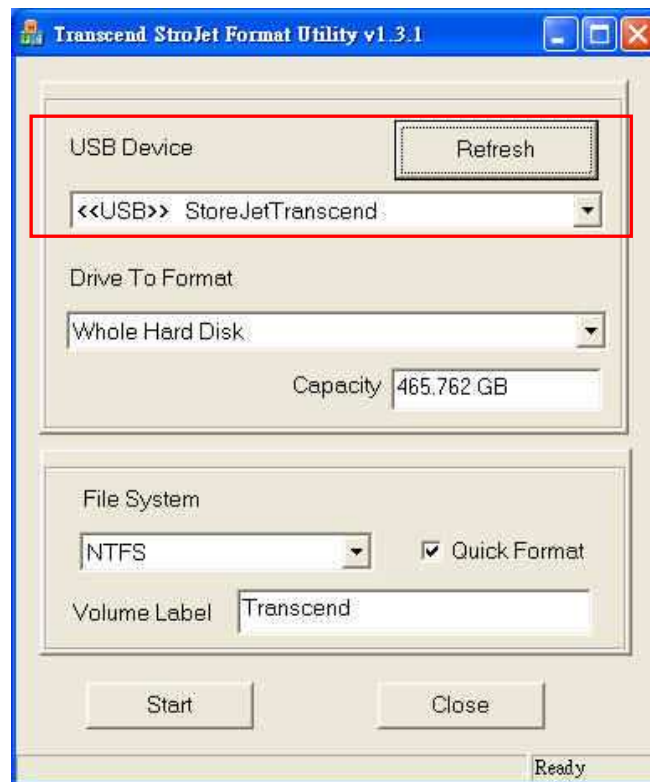 Transcend StroJet Format Utility v1.3.1
USB Device
Refresh
<<USB>> StoreJetTranscend
Drive To Format
Whole Hard Disk
Capacity 465.762 GB
File System
NTFS
Quick Format
Volume Label Transcend
Start Close
Ready